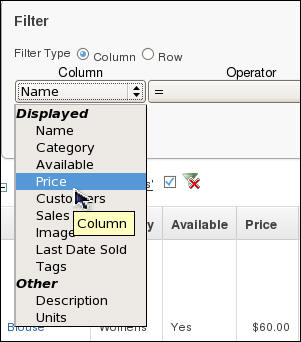 Filter
Filter Type Column Row
Column Operator
Name =
Displayed
Name
Category
Available
Price
Customers
Sales
Column
Image
Last Date Sold
Tags
Other
Description
Units
Available Price
Blouse Womens Yes $60.00